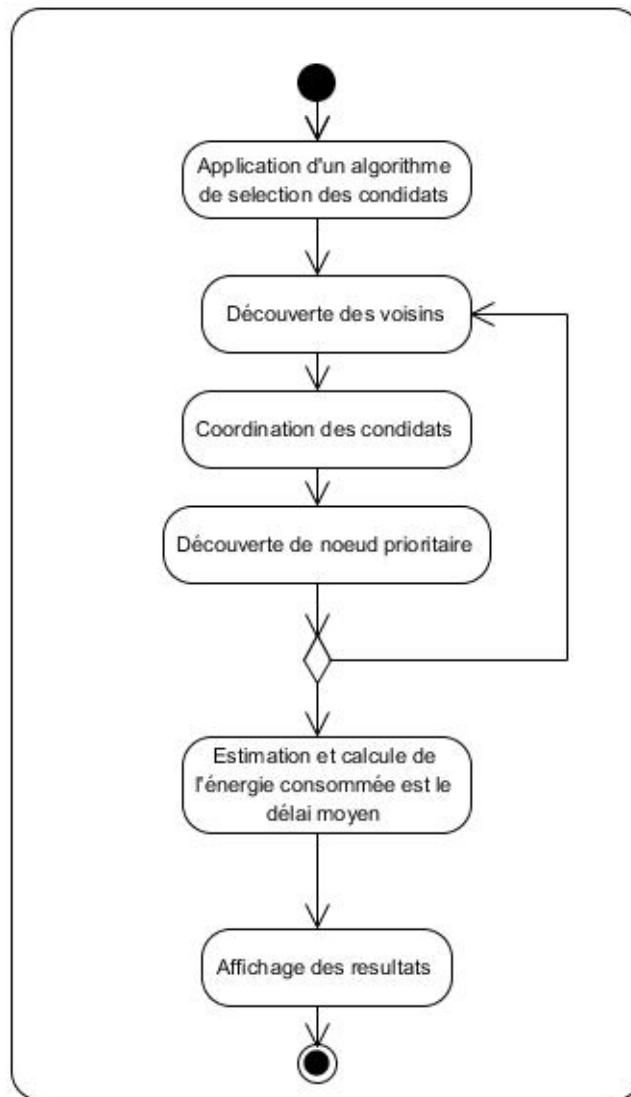 Application d'un algorithme
de selection des condidats
Découverte des voisins
Coordination des condidats
Découverte de noeud prioritaire
Estimation et calcule de
l'énergie consommée est le
délai moyen
Affichage des resultats